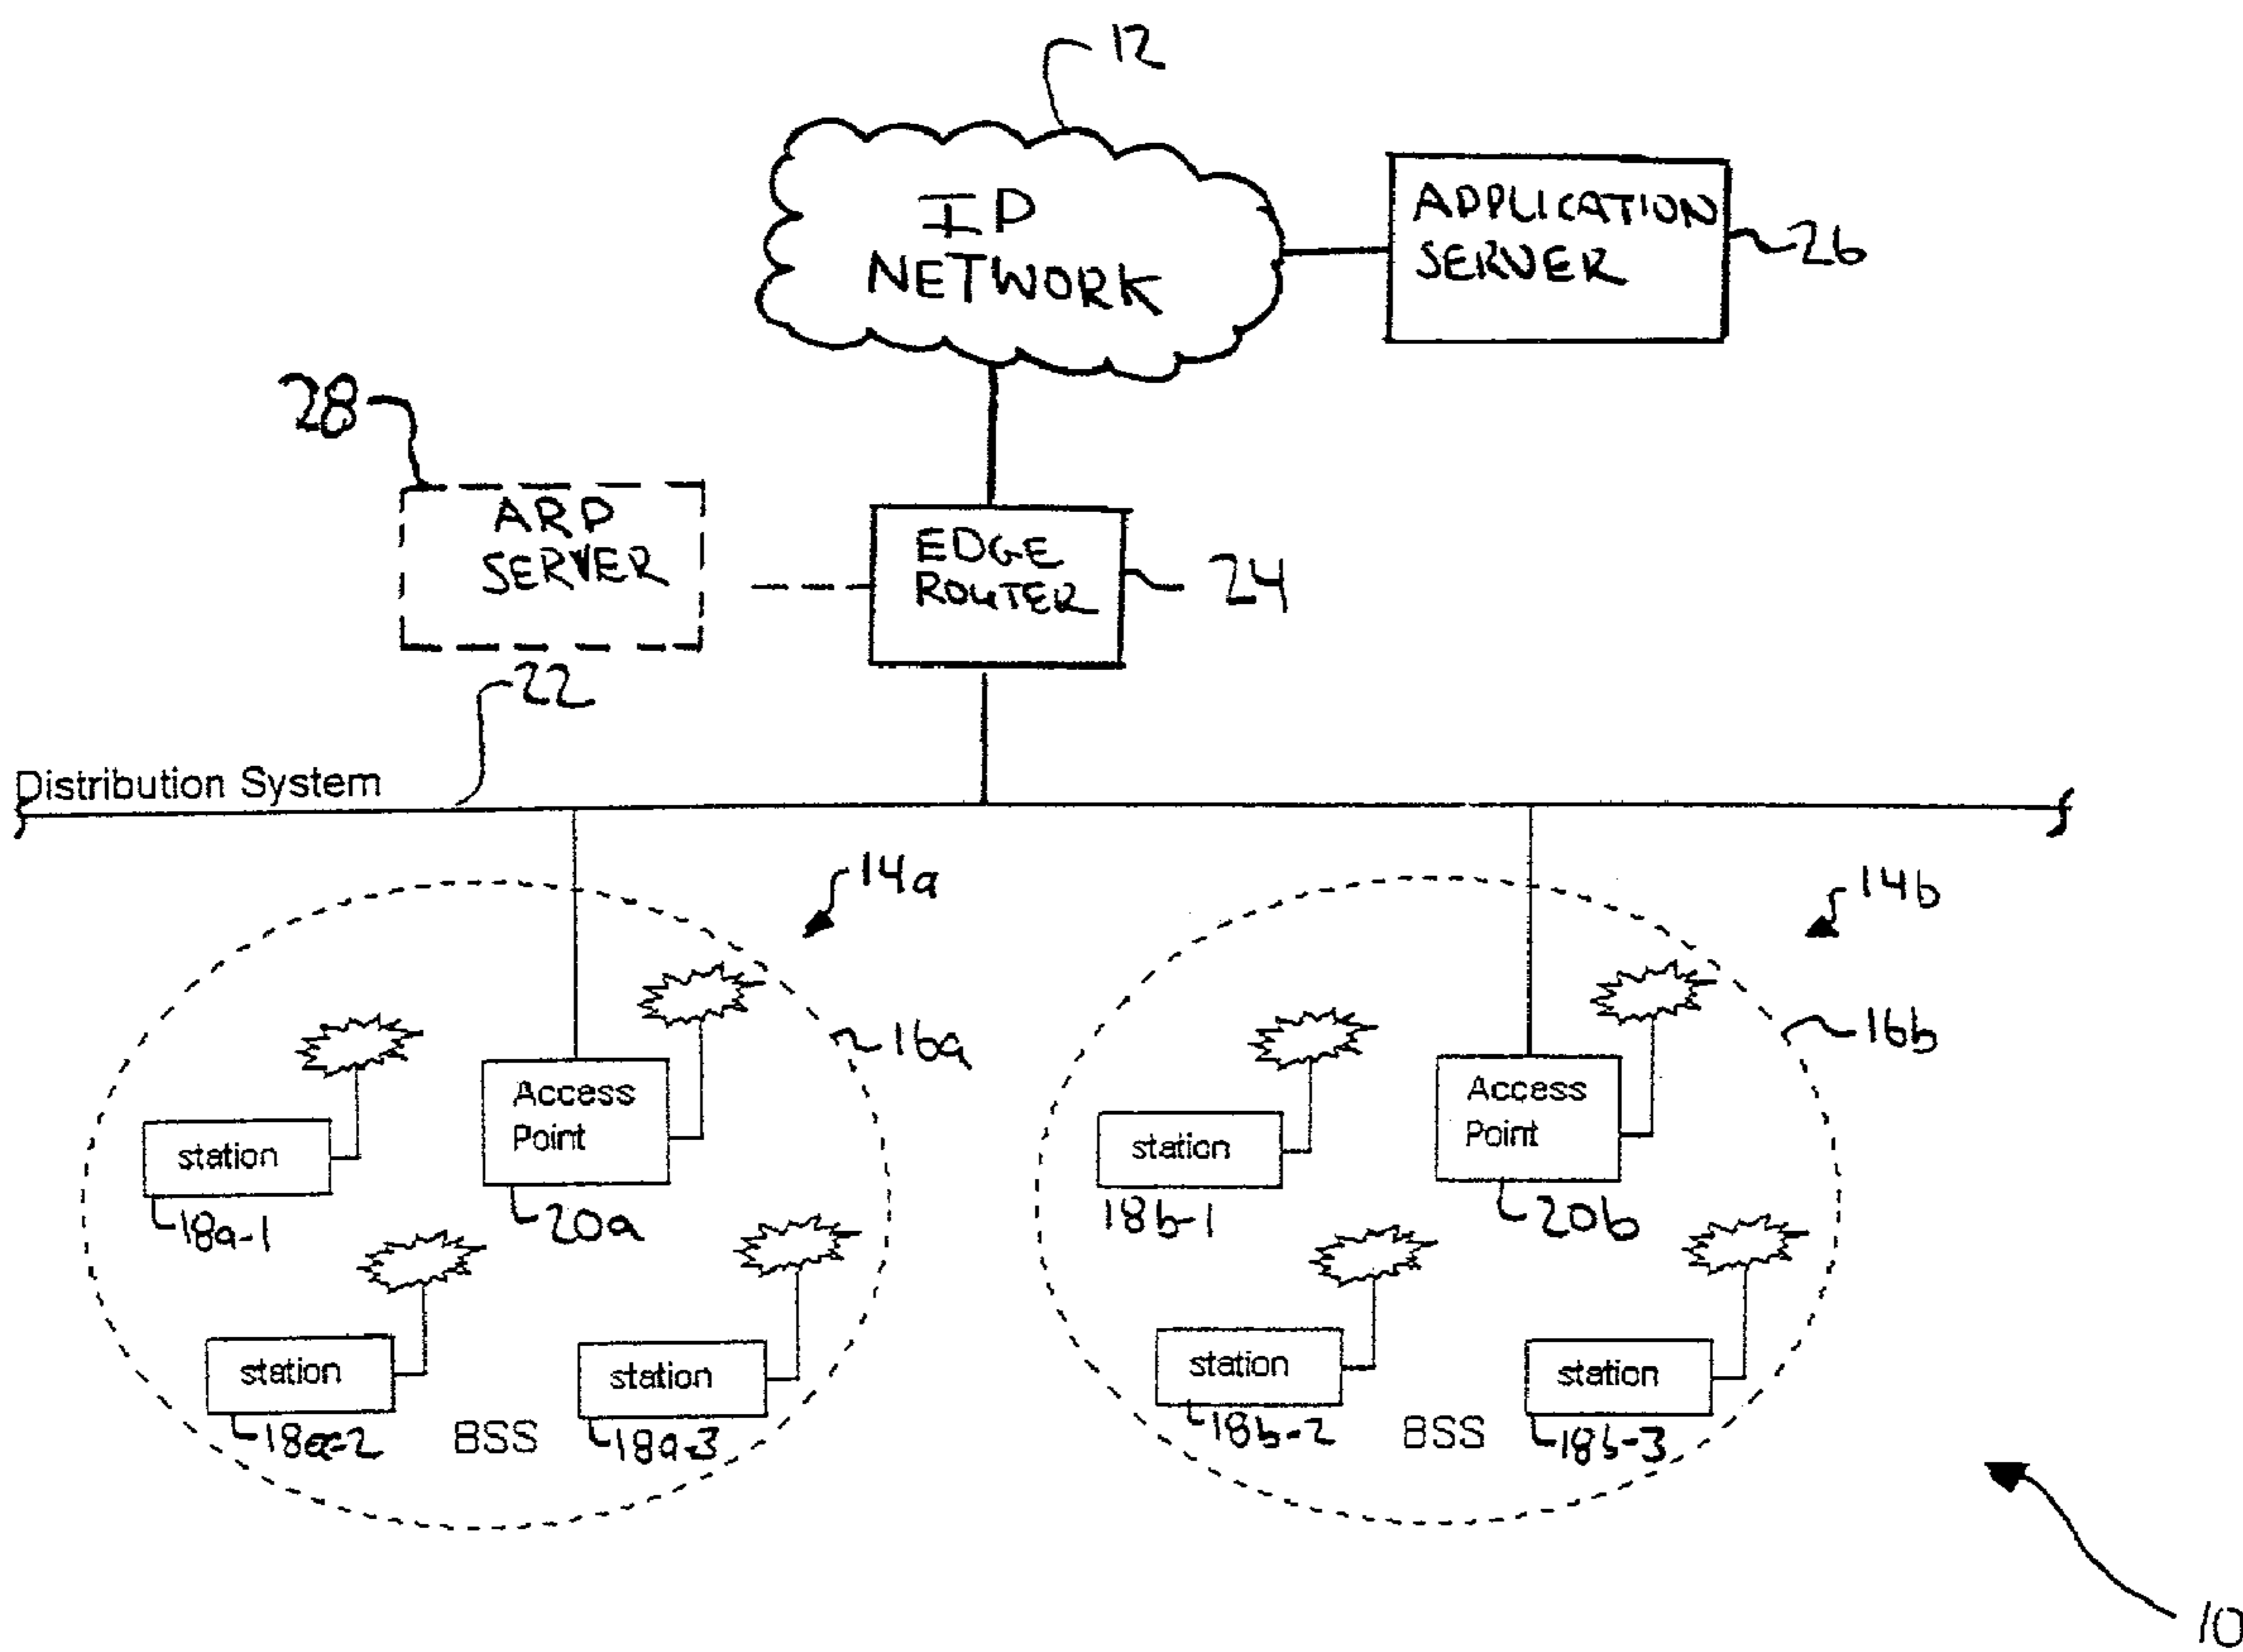 12
IP
NETWORK
APPLICATION
SERVER
26
28
ARP
SERVER
EDGE
ROUTER
24
22
Distribution System
14a
14b
16a
16b
Access
Point
Access
Point
station
station
18a-1
20a
18b-1
20b
station
station
station
station
18a-2
BSS
18a-3
18b-2
BSS
18b-3
10